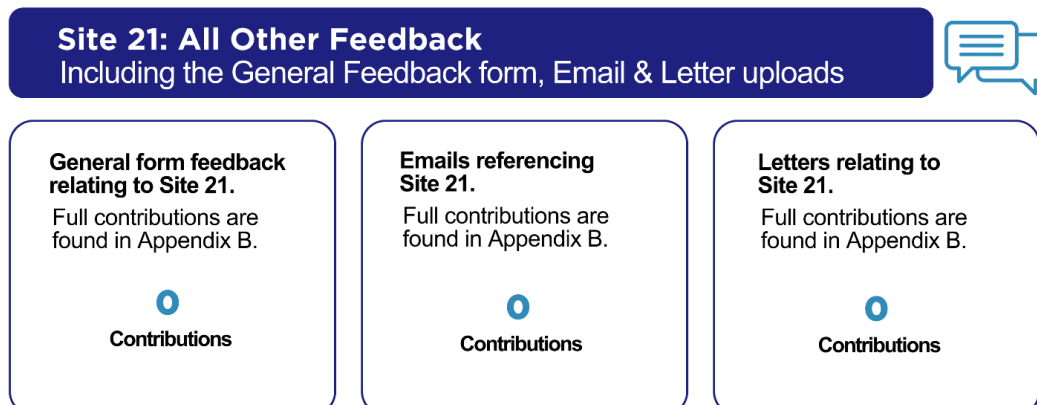 Site 21: All Other Feedback
Including the General Feedback form, Email & Letter uploads
General form feedback
relating to Site 21.
Full contributions are
found in Appendix B.
0
Contributions
Emails referencing
Site 21.
Full contributions are
found in Appendix B.
0
Contributions
Letters relating to
Site 21.
Full contributions are
found in Appendix B.
0
Contributions